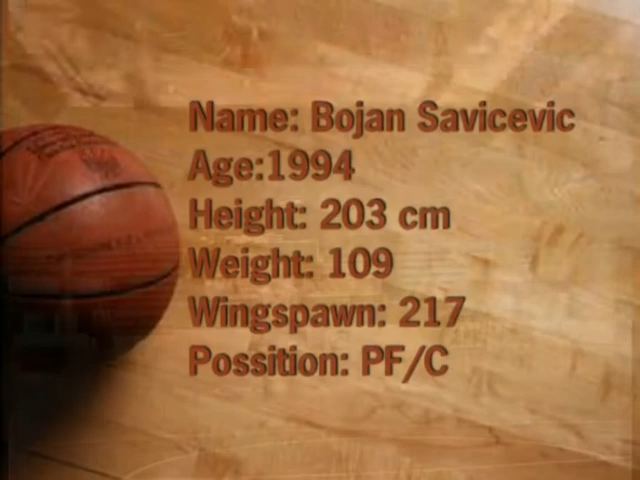 Name: Bojan Savicevic
Age:1994
Height: 203 cm
Weight: 109
Wingspawn: 217
Possition: PF/C